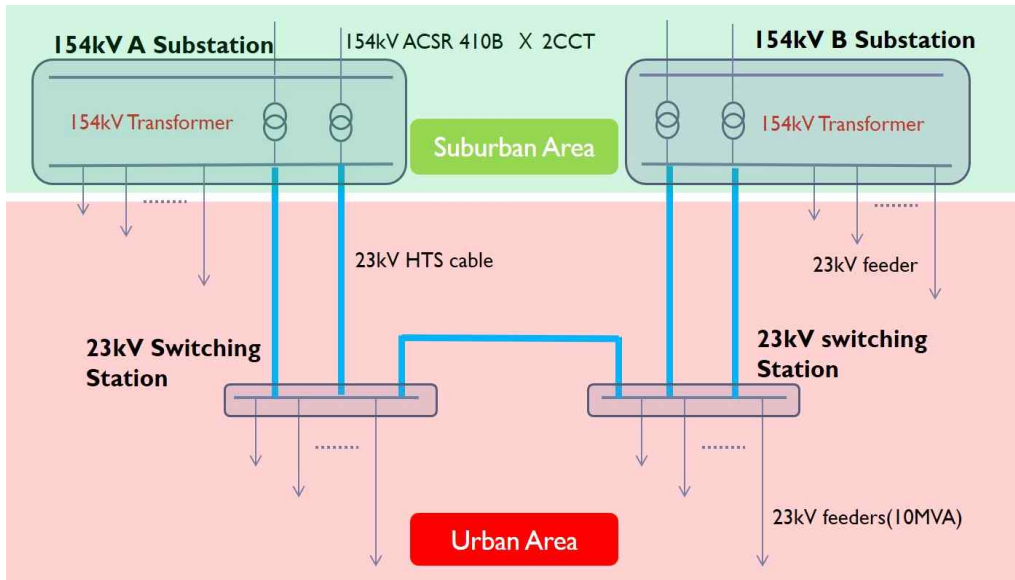 154kV A Substation
154kV ACSR 410B X 2CCT
154kV B Substation
154kV Transformer
154kV Transformer
Suburban Area
23kV HTS cable
23kV feeder
23kV Switching
Station
23kV switching
Station
23kV feeders(10MVA)
Urban Area